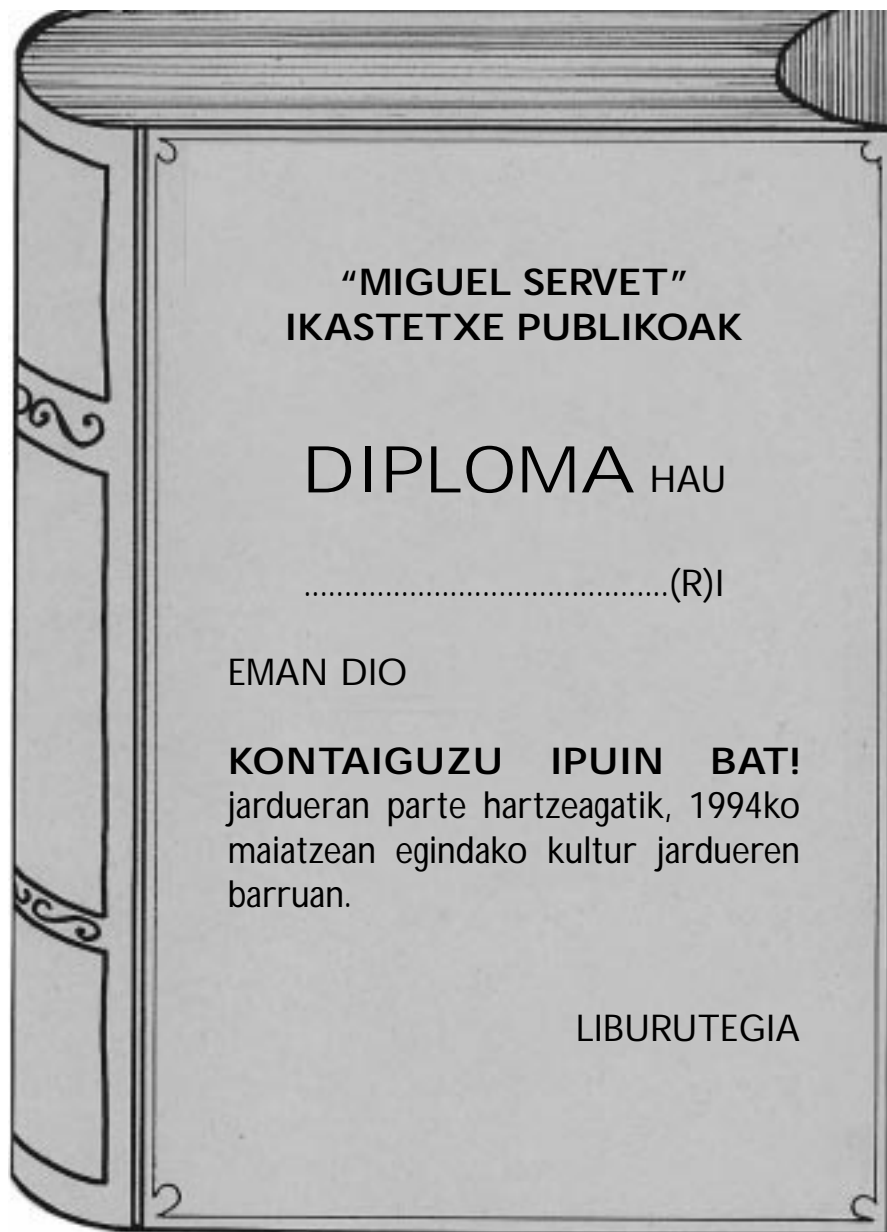 “MIGUEL SERVET”
IKASTETXE PUBLIKOAK
DIPLOMA HAU
.............................................(R)I
EMAN DIO
KONTAIGUZU IPUIN BAT!
jardueran parte hartzeagatik, 1994ko
maiatzean egindako kultur jardueren
barruan.
LIBURUTEGIA